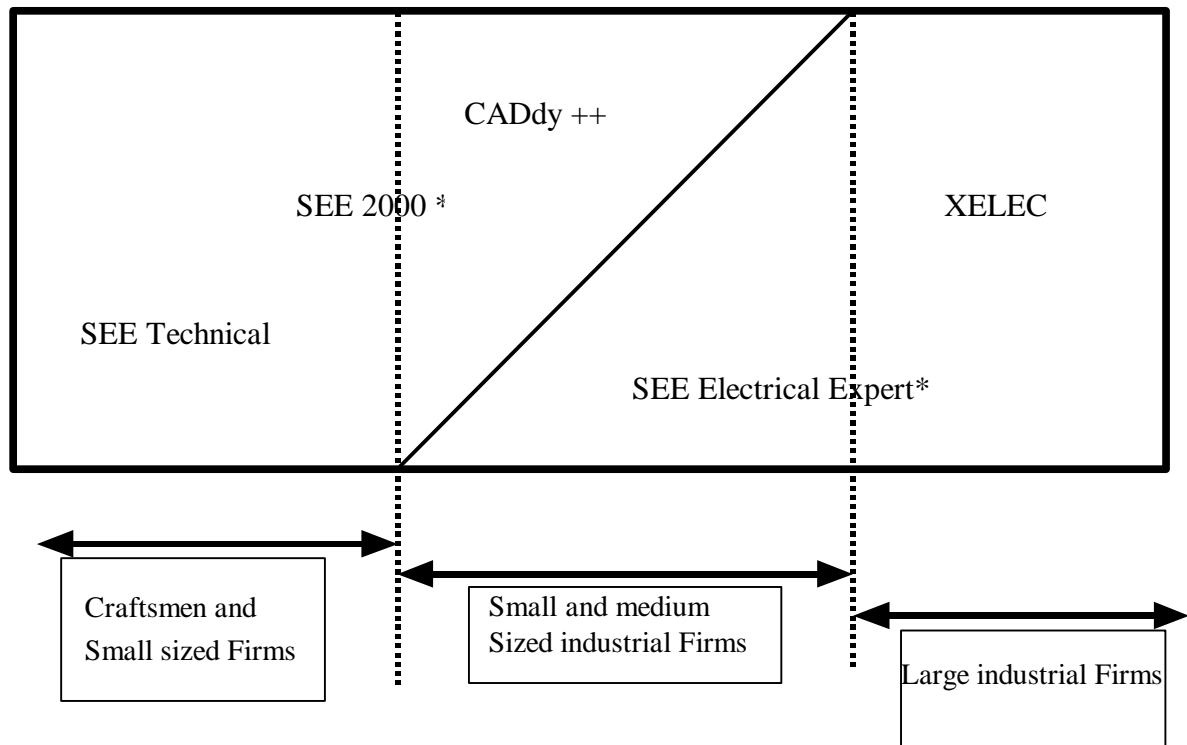 CADdy ++
SEE 2000 *
XELEC
SEE Technical
SEE Electrical Expert*
Craftsmen and
Small sized Firms
Small and medium
Sized industrial Firms
Large industrial Firms